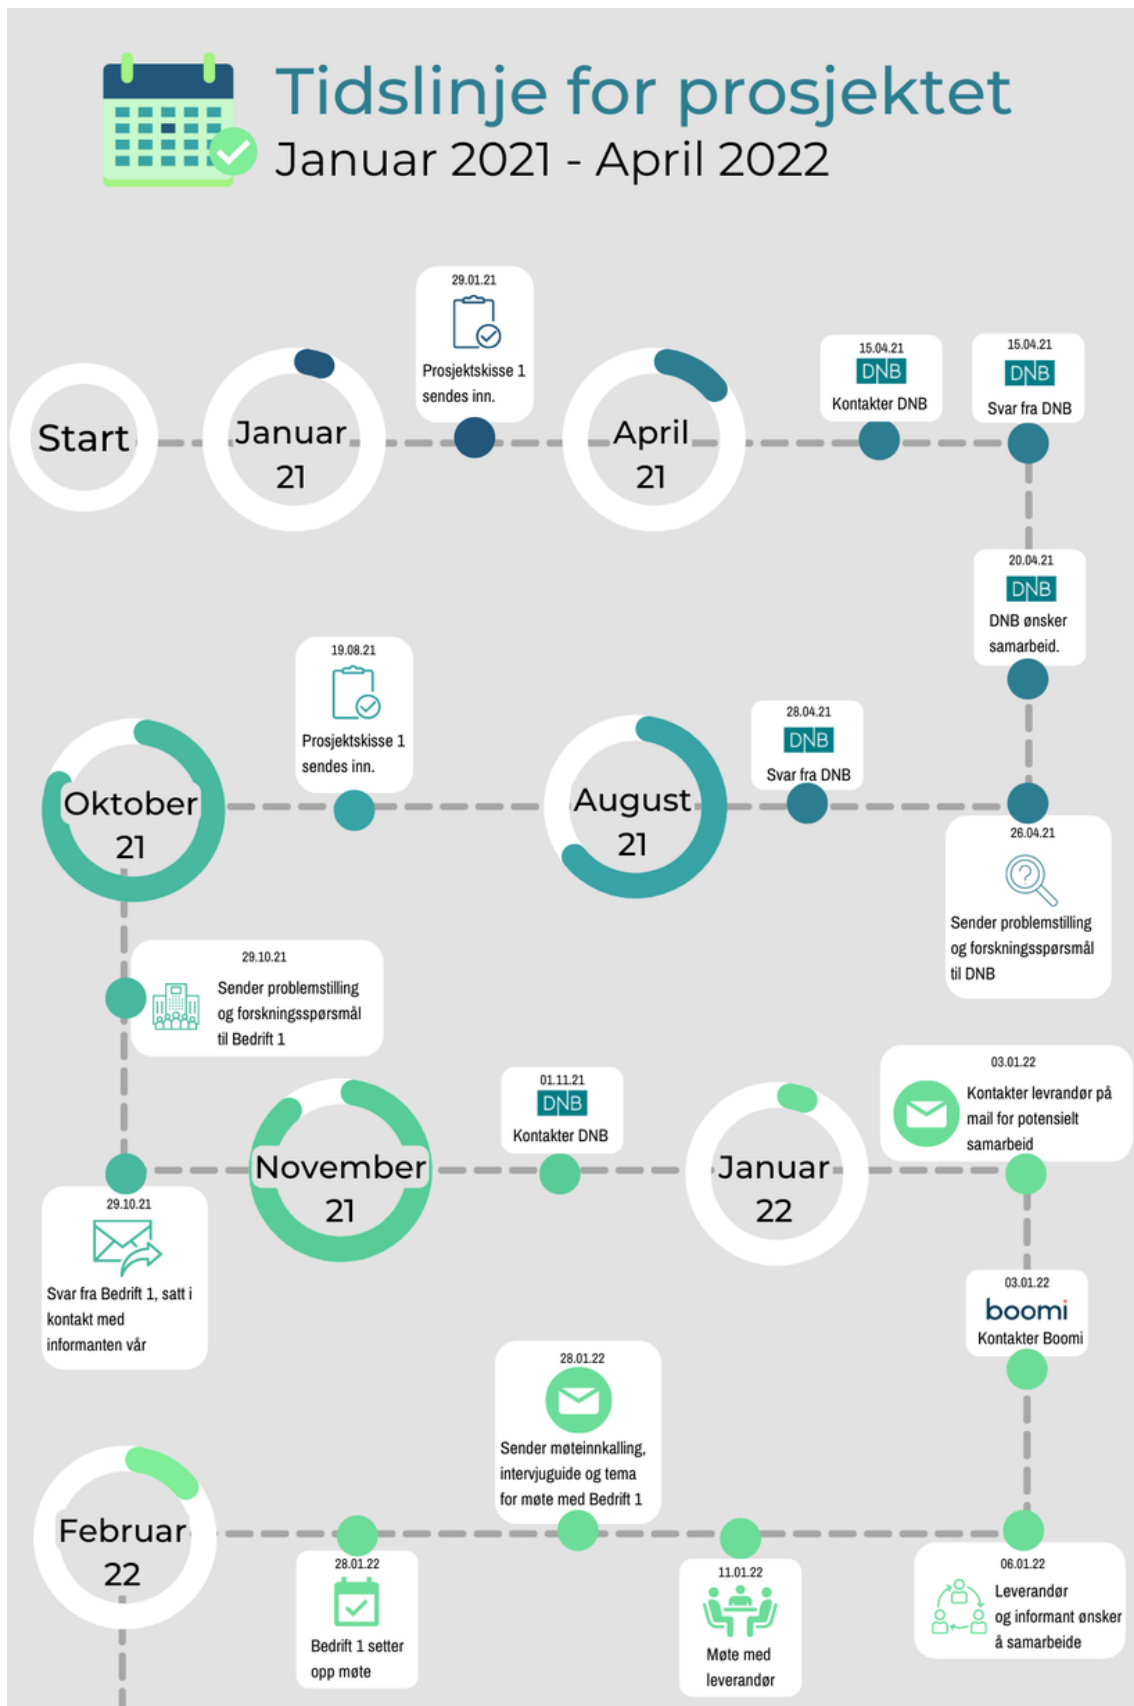 Tidslinje for prosjektet
Januar 2021 - April 2022
Start
Januar
21
29.01.21
Prosjektskisse 1
sendes inn.
April
21
15.04.21
DNB
Kontakter DNB
15.04.21
DNB
Svar fra DNB
20.04.21
DNB
DNB ønsker
samarbeid.
26.04.21
Sender problemstilling
og forskningsspørsmål
til DNB
28.04.21
DNB
Svar fra DNB
August
21
19.08.21
Prosjektskisse 1
sendes inn.
Oktober
21
29.10.21
Sender problemstilling
og forskningsspørsmål
til Bedrift 1
29.10.21
Svar fra Bedrift 1, satt i
kontakt med
informanten vår
November
21
01.11.21
DNB
Kontakter DNB
Januar
22
03.01.22
Kontakter levrandør på
mail for potensielt
samarbeid
03.01.22
boomi
Kontakter Boomi
06.01.22
Leverandør
og informant ønsker
å samarbeide
11.01.22
Møte med
leverandør
28.01.22
Sender møteinnkalling,
intervjuguide og tema
for møte med Bedrift 1
28.01.22
Bedrift 1 setter
opp møte
Februar
22